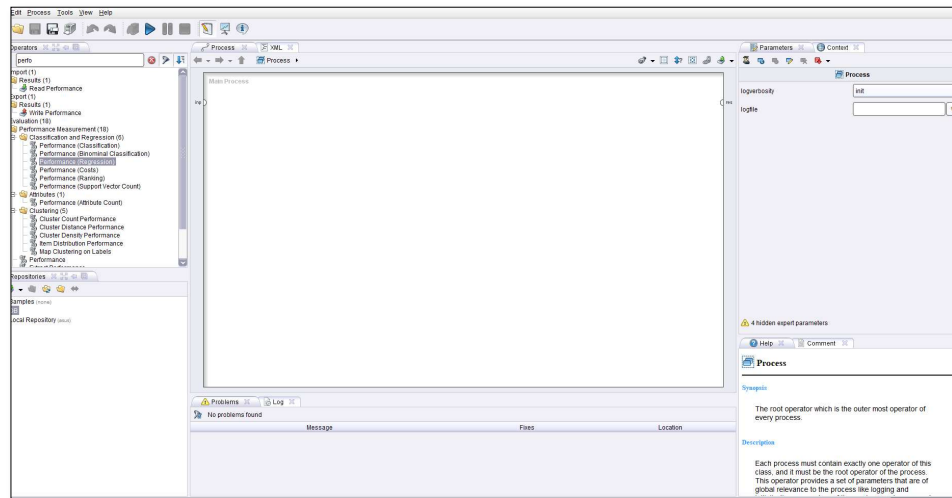 Edit Process Tools View Help
Operators
Process
XML
Parameters
Context
perfo
Process
Process
mport (1)
Results (1)
Read Performance
Export (1)
Results (1)
Write Performance
valuation (18)
Performance Measurement (18)
Classification and Regression (6)
Performance (Classification)
Performance (Binominal Classification)
Performance (Regression)
Performance (Costs)
Performance (Ranking)
Performance (Support Vector Count)
Attributes (1)
Performance (Attribute Count)
Clustering (5)
Cluster Count Performance
Cluster Distance Performance
Cluster Density Performance
Item Distribution Performance
Map Clustering on Labels
Performance
Main Process
inp
res
logverbosity
init
logfile
4 hidden expert parameters
Repositories
Samples (none)
DB
Local Repository
Help
Comment
Process
Synopsis
The root operator which is the outer most operator of
every process.
Description
Each process must contain exactly one operator of this
class, and it must be the root operator of the process.
This operator provides a set of parameters that are of
global relevance to the process like logging and
Problems
Log
No problems found
Message
Fixes
Location